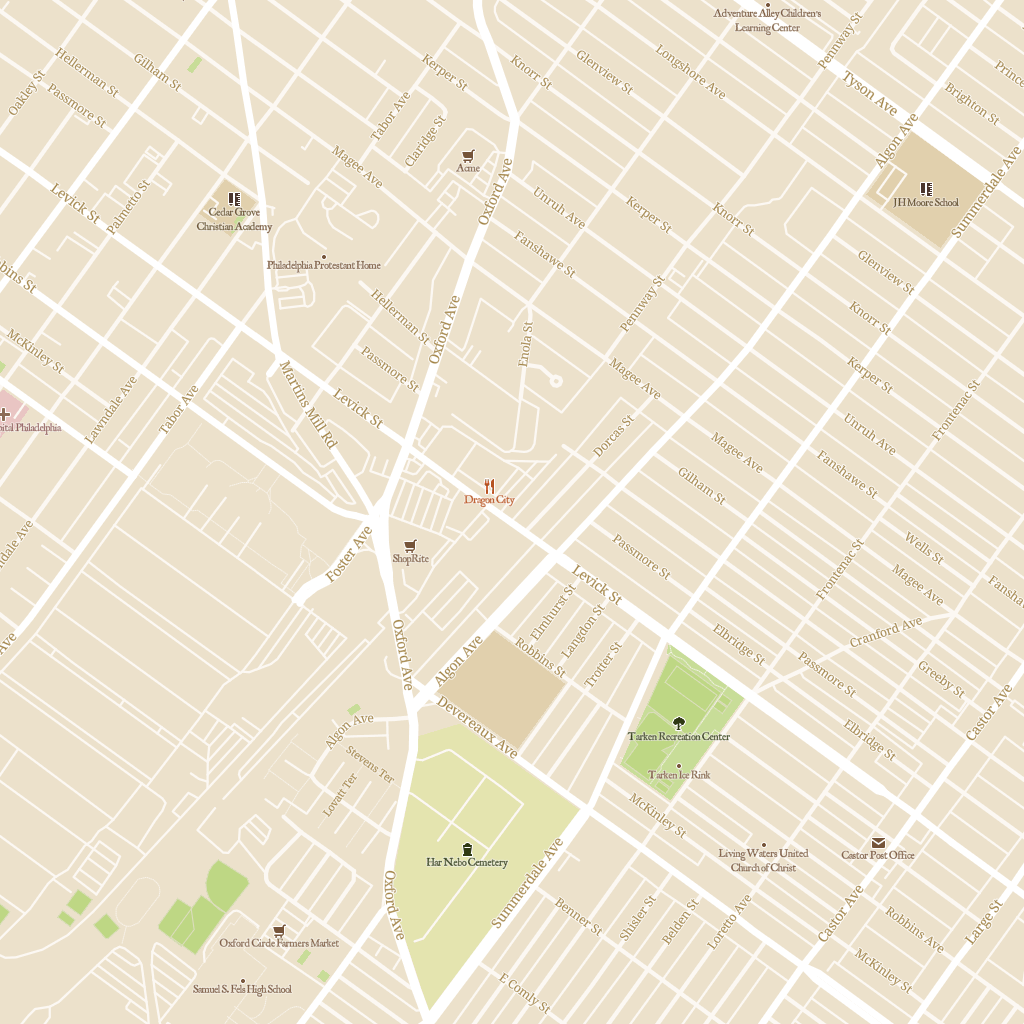 Adventure Alley Children's
Learning Center
Pennway St
Longshore Ave
Glenview St
Knorr St
Kerper St
Gilham St
Hellerman St
Oakley St
Passmore St
Tyson Ave
Brighton St
Prince
Tabor Ave
Claridge St
Algon Ave
Magee Ave
Acme
Summerdale Ave
JH Moore School
Levick St
Palmetto St
Cedar Grove
Christian Academy
Oxford Ave
Unruh Ave
Kerper St
Knorr St
Philadelphia Protestant Home
Fanshawe St
Glenview St
bins St
Hellerman St
Oxford Ave
Pennway St
Knorr St
McKinley St
Enola St
Passmore St
Magee Ave
Kerper St
Lawndale Ave
Tabor Ave
Martins Mill Rd
Levick St
Frontenac St
Dorcas St
Unruh Ave
pital Philadelphia
Magee Ave
Gilham St
Fanshawe St
Dragon City
ndale Ave
Foster Ave
ShopRite
Passmore St
Wells St
Frontenac St
Magee Ave
Fanshaw
Levick St
Elmhurst St
Langdon St
Cranford Ave
Ave
Oxford Ave
Algon Ave
Robbins St
Trotter St
Elbridge St
Passmore St
Greeby St
Castor Ave
Devereaux Ave
Algon Ave
Tarken Recreation Center
Elbridge St
Stevens Ter
Lovatt Ter
Tarken Ice Rink
McKinley St
Har Nebo Cemetery
Living Waters United
Church of Christ
Castor Post Office
Summerdale Ave
Oxford Ave
Benner St
Shisler St
Belden St
Loretto Ave
Castor Ave
Robbins Ave
Large St
Oxford Circle Farmers Market
McKinley St
Samuel S. Fels High School
E Comly St